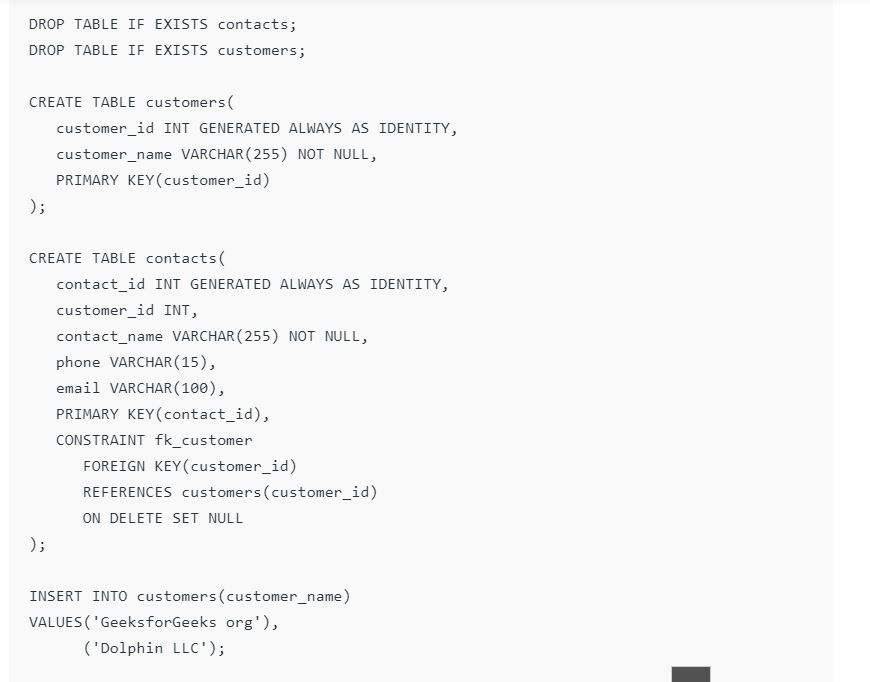 DROP TABLE IF EXISTS contacts;
DROP TABLE IF EXISTS customers;
CREATE TABLE customers(
customer_id INT GENERATED ALWAYS AS IDENTITY,
customer_name VARCHAR(255) NOT NULL,
PRIMARY KEY(customer_id)
);
CREATE TABLE contacts(
contact_id INT GENERATED ALWAYS AS IDENTITY,
customer_id INT,
contact_name VARCHAR(255) NOT NULL,
phone VARCHAR(15),
email VARCHAR(100),
PRIMARY KEY(contact_id),
CONSTRAINT fk_customer
FOREIGN KEY(customer_id)
REFERENCES customers(customer_id)
ON DELETE SET NULL
);
INSERT INTO customers(customer_name)
VALUES('GeeksforGeeks org'),
('Dolphin LLC');